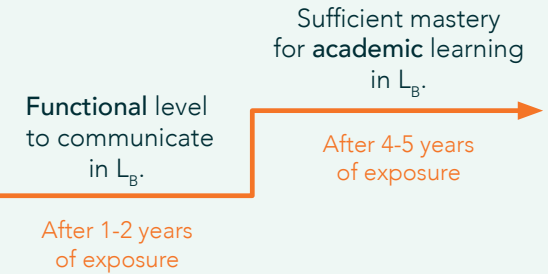 Functional level
to communicate
in L_B.
After 1-2 years
of exposure
Sufficient mastery
for academic learning
in L_B.
After 4-5 years
of exposure